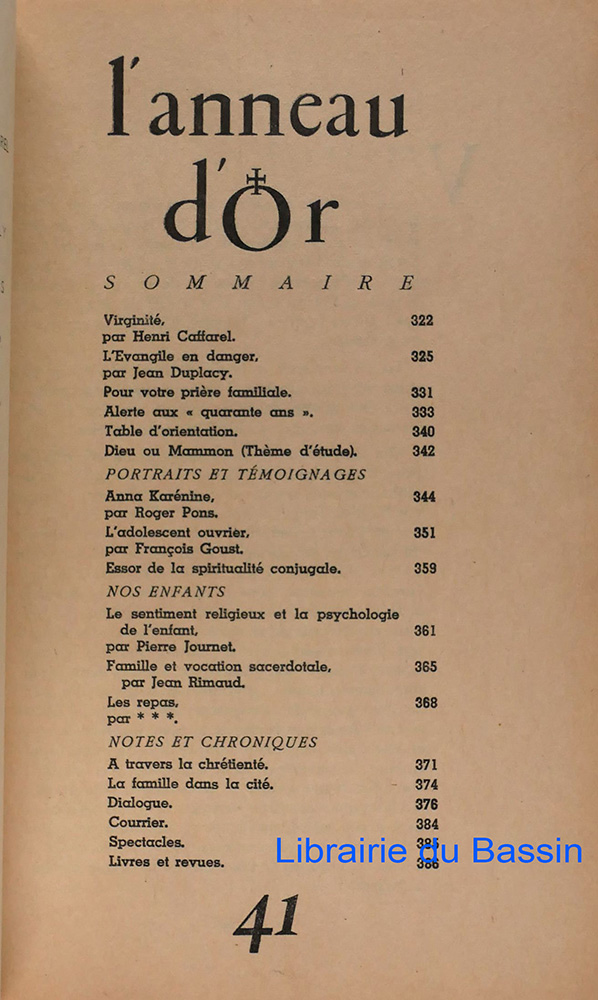 l'anneau
d'Or
SOMMAIRE
Virginité, 322
par Henri Caffarel.
L'Evangile en danger, 325
par Jean Duplacy.
Pour votre prière familiale. 331
Alerte aux « quarante ans ». 333
Table d'orientation. 340
Dieu ou Mammon (Thème d'étude). 342
PORTRAITS ET TÉMOIGNAGES
Anna Karénine, 344
par Roger Pons.
L'adolescent ouvrier, 351
par François Goust.
Essor de la spiritualité conjugale. 359
NOS ENFANTS
Le sentiment religieux et la psychologie
de l'enfant, 361
par Pierre Journet.
Famille et vocation sacerdotale, 365
par Jean Rimaud.
Les repas, 368
par * * *.
NOTES ET CHRONIQUES
A travers la chrétienté. 371
La famille dans la cité. 374
Dialogue. 376
Courrier. 384
Spectacles.
Livres et revues. 386
Librairie du Bassin
41